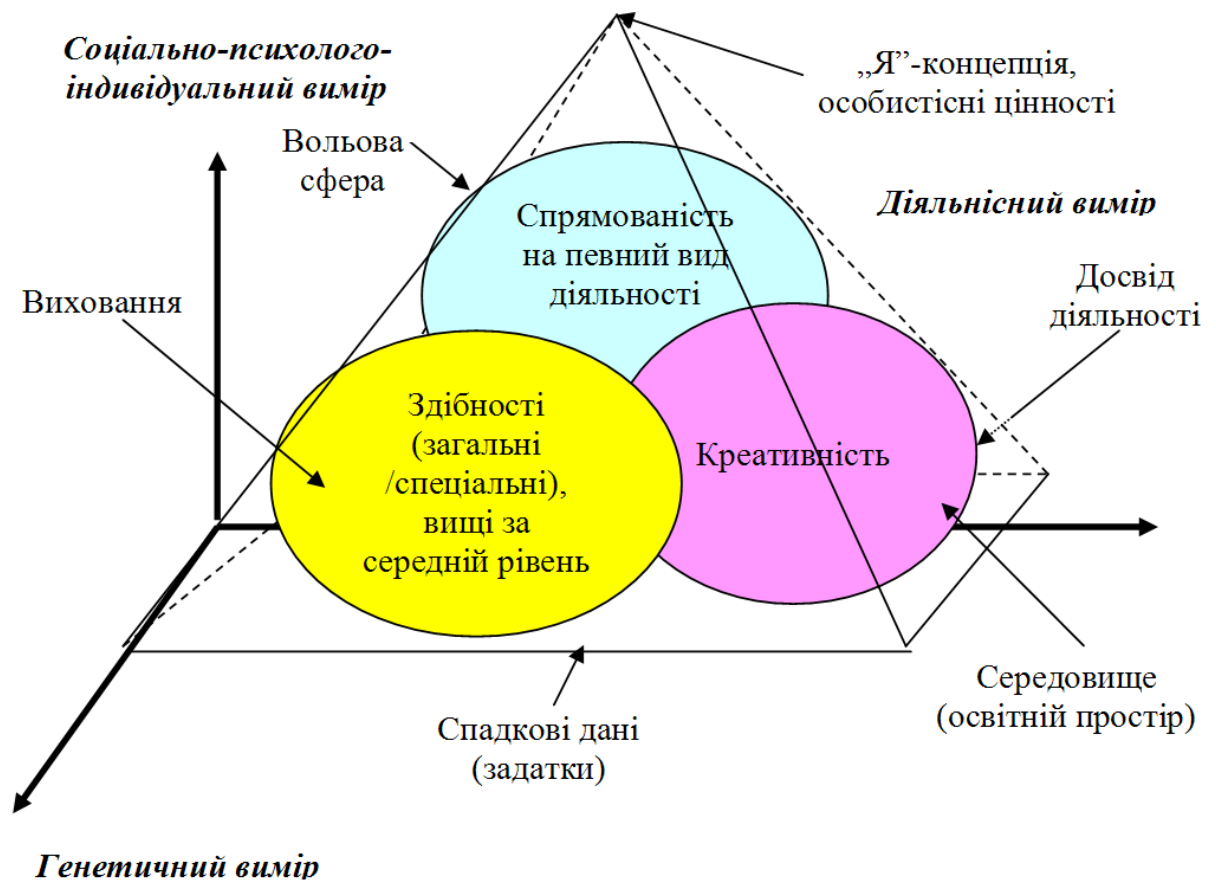 Соціально-психолого-
індивідуальний вимір
„Я”-концепція,
особистісні цінності
Вольова
сфера
Діяльнісний вимір
Спрямованість
на певний вид
діяльності
Виховання
Досвід
діяльності
Здібності
(загальні
/спеціальні),
вищі за
середній рівень
Креативність
Середовище
(освітній простір)
Спадкові дані
(задатки)
Генетичний вимір